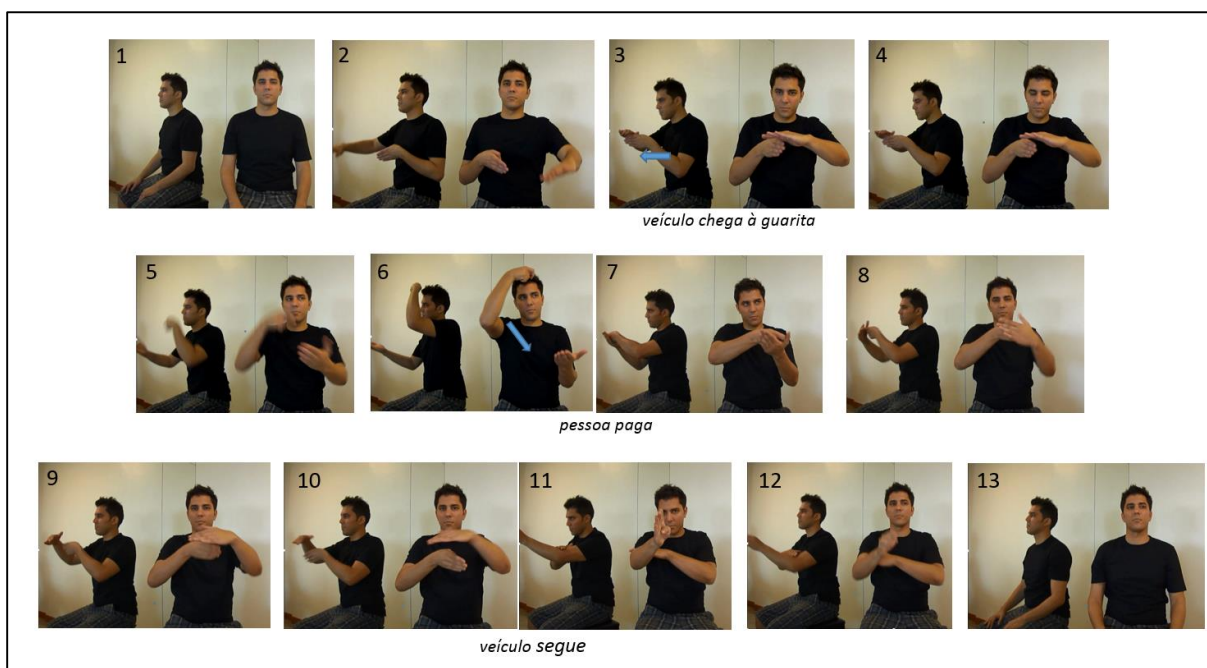 1 2 3 4
veículo chega à guarita
5 6 7 8
pessoa paga
9 10 11 12 13
veículo segue